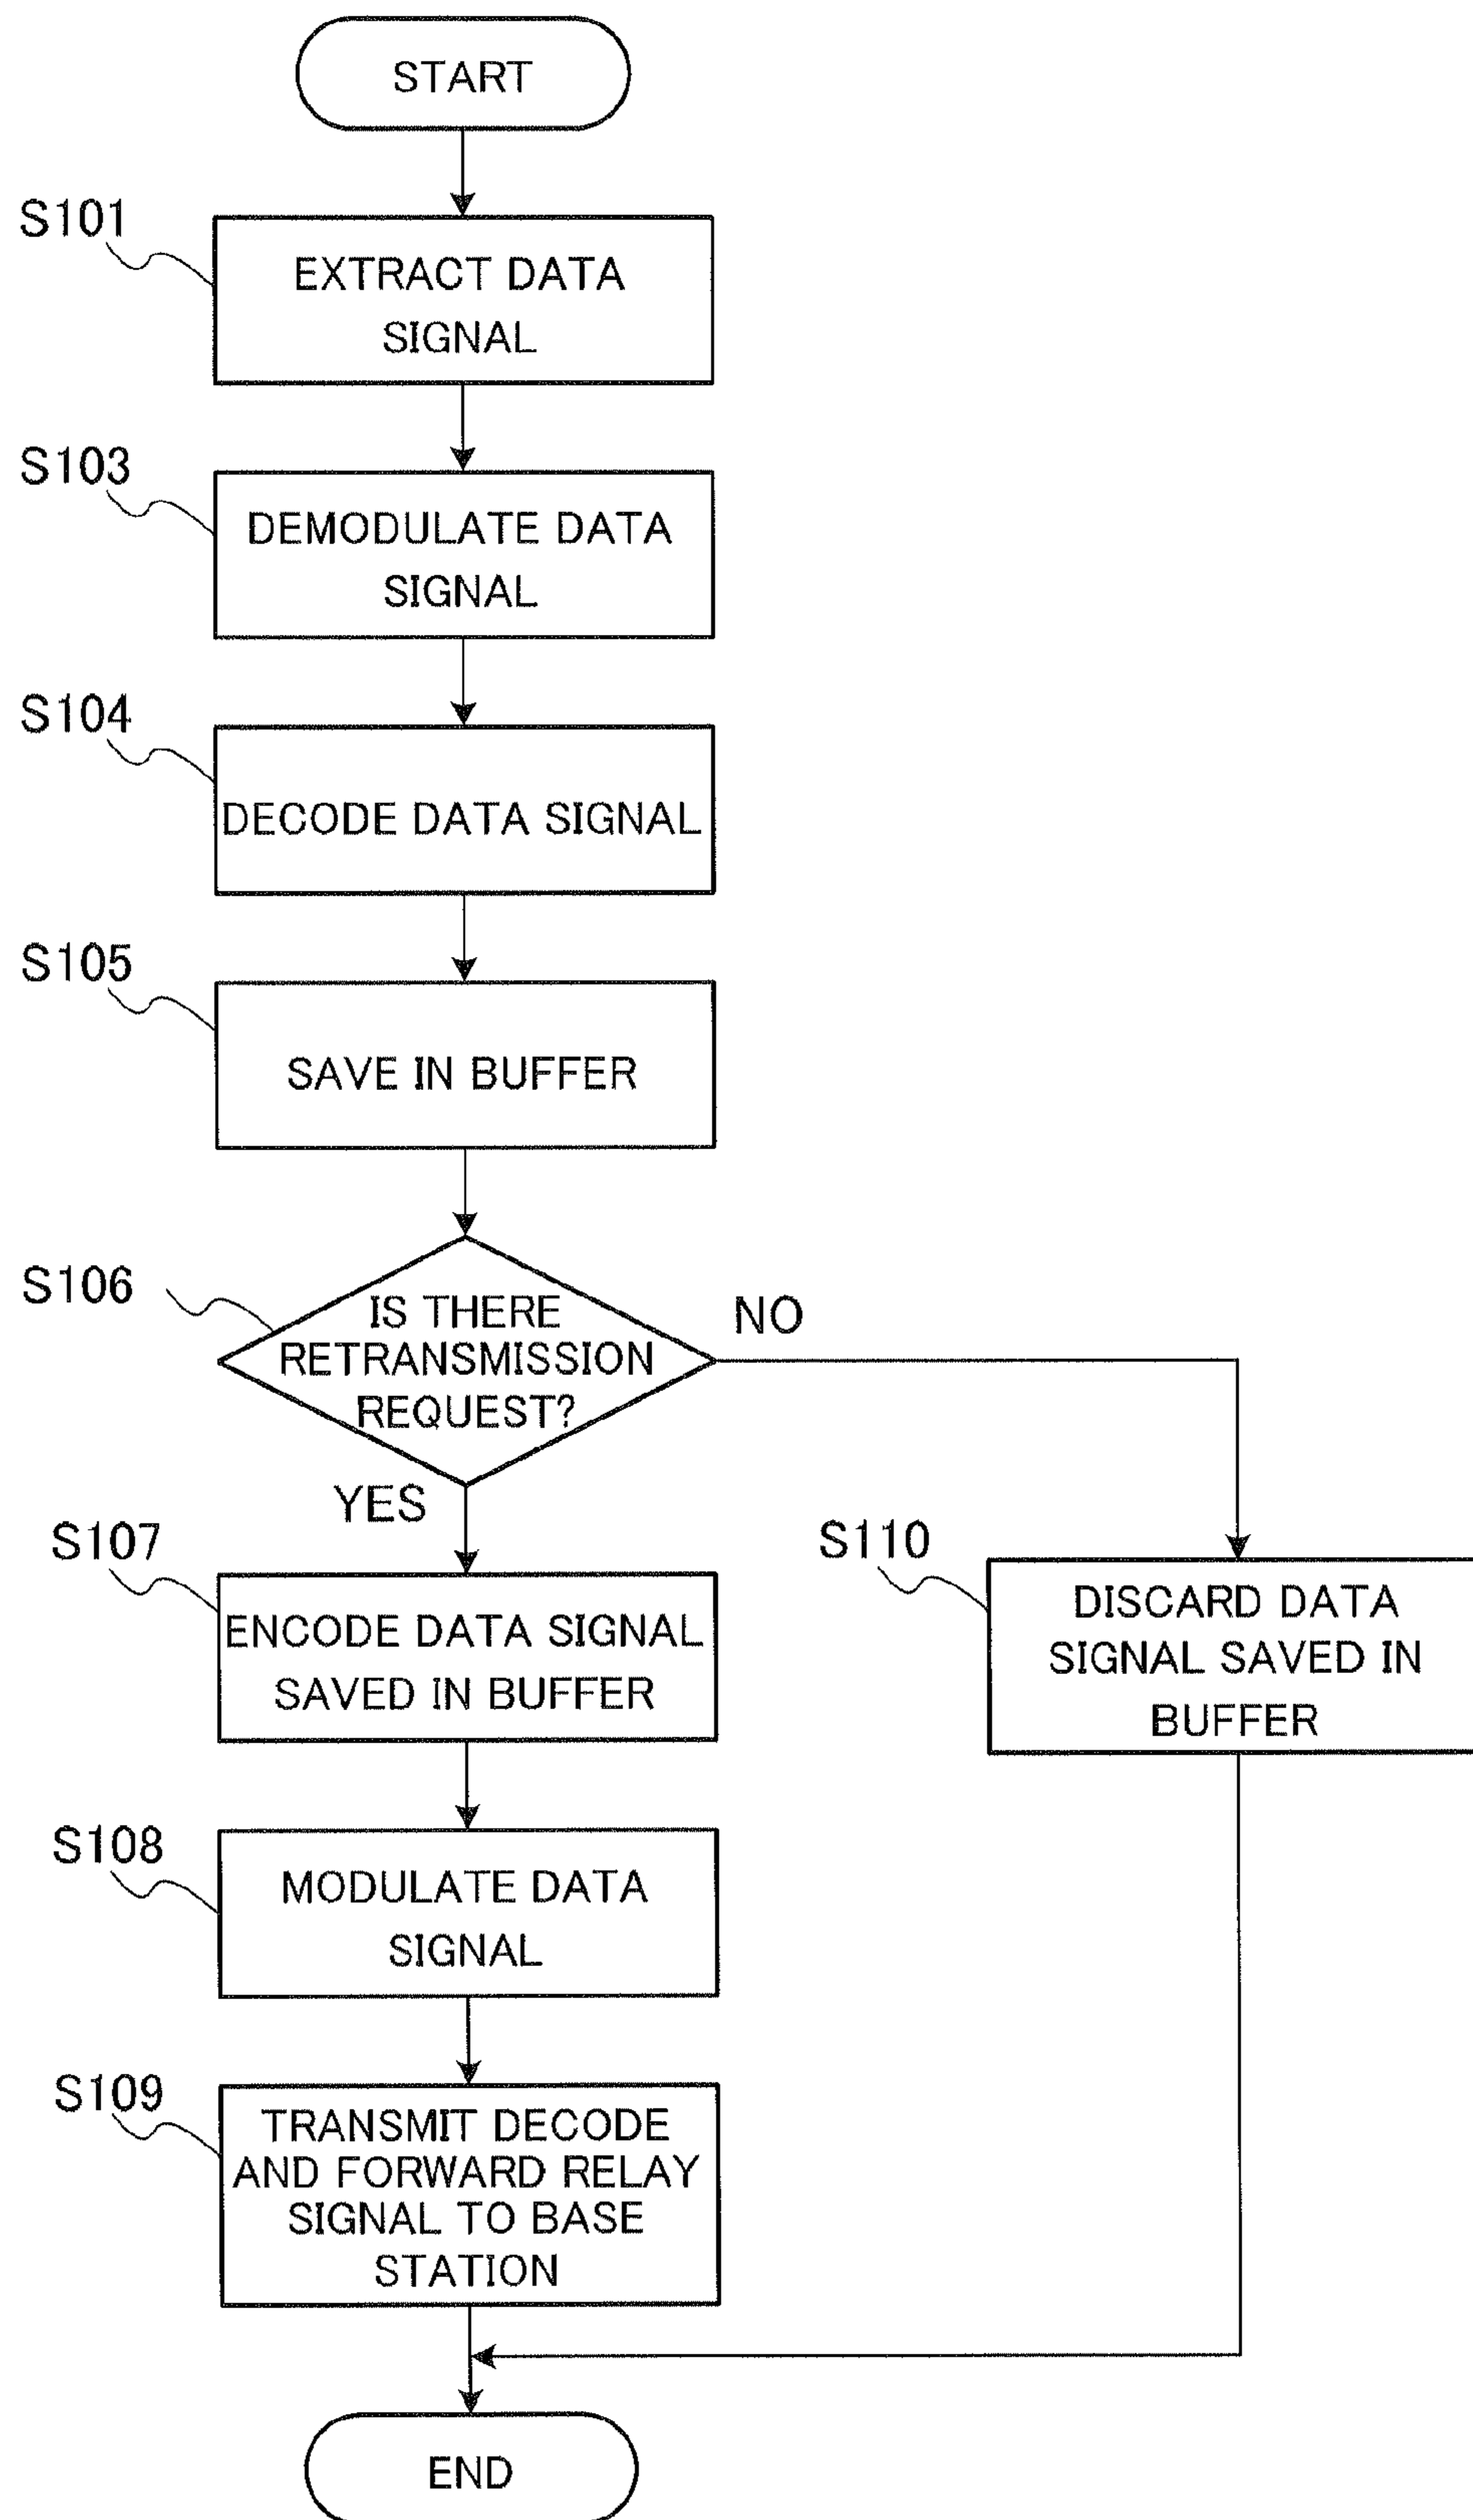 START
S101
EXTRACT DATA
SIGNAL
S103
DEMODULATE DATA
SIGNAL
S104
DECODE DATA SIGNAL
S105
SAVE IN BUFFER
S106
IS THERE
RETRANSMISSION
REQUEST?
NO
YES
S107
ENCODE DATA SIGNAL
SAVED IN BUFFER
S110
DISCARD DATA
SIGNAL SAVED IN
BUFFER
S108
MODULATE DATA
SIGNAL
S109
TRANSMIT DECODE
AND FORWARD RELAY
SIGNAL TO BASE
STATION
END